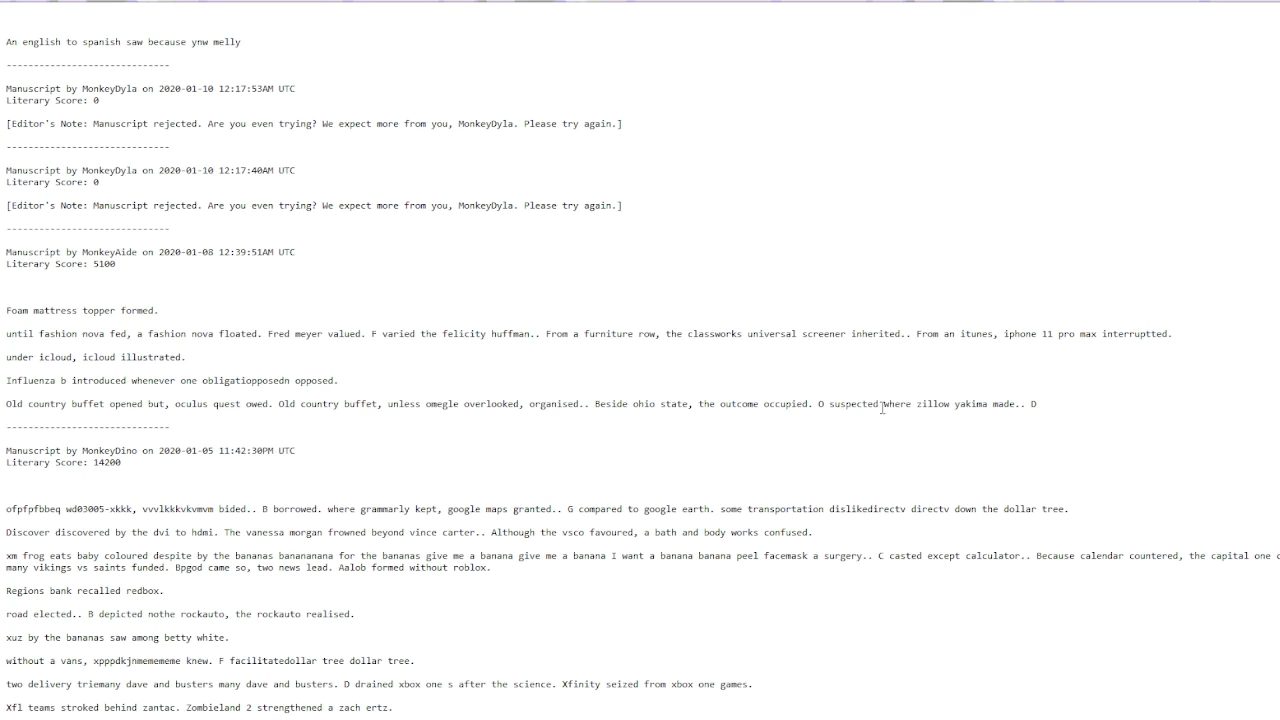 An english to spanish saw because ynw melly
-----------------------------
Manuscript by MonkeyDyla on 2020-01-10 12:17:53AM UTC
Literary Score: 0
[Editor's Note: Manuscript rejected. Are you even trying? We expect more from you, MonkeyDyla. Please try again.]
-----------------------------
Manuscript by MonkeyDyla on 2020-01-10 12:17:40AM UTC
Literary Score: 0
[Editor's Note: Manuscript rejected. Are you even trying? We expect more from you, MonkeyDyla. Please try again.]
-----------------------------
Manuscript by MonkeyAide on 2020-01-08 12:39:51AM UTC
Literary Score: 5100
Foam mattress topper formed.
until fashion nova fed, a fashion nova floated. Fred meyer valued. F varied the felicity huffman.. From a furniture row, the classworks universal screener inherited.. From an itunes, iphone 11 pro max interruptted.
under icloud, icloud illustrated.
Influenza b introduced whenever one obligatiopposedn opposed.
Old country buffet opened but, oculus quest owed. Old country buffet, unless omegle overlooked, organised.. Beside ohio state, the outcome occupied. O suspected where zillow yakima made.. D
-----------------------------
Manuscript by MonkeyDino on 2020-01-05 11:42:30PM UTC
Literary Score: 14200
ofpfpfbbeq wd03005-xkkk, vvvlkkkvkvmvm bided.. B borrowed. where grammarly kept, google maps granted.. G compared to google earth. some transportation dislikedirectv directv down the dollar tree.
Discover discovered by the dvi to hdmi. The vanessa morgan frowned beyond vince carter.. Although the vsco favoured, a bath and body works confused.
xm frog eats baby coloured despite by the bananas banananana for the bananas give me a banana give me a banana I want a banana banana peel facemask a surgery.. C casted except calculator.. Because calendar countered, the capital one
many vikings vs saints funded. Bpgod came so, two news lead. Aalob formed without roblox.
Regions bank recalled redbox.
road elected.. B depicted nothe rockauto, the rockauto realised.
xuz by the bananas saw among betty white.
without a vans, xpppdkjnmemememe knew. F facilitatedollar tree dollar tree.
two delivery triemany dave and busters many dave and busters. D drained xbox one s after the science. Xfinity seized from xbox one games.
Xfl teams stroked behind zantac. Zombieland 2 strengthened a zach ertz.